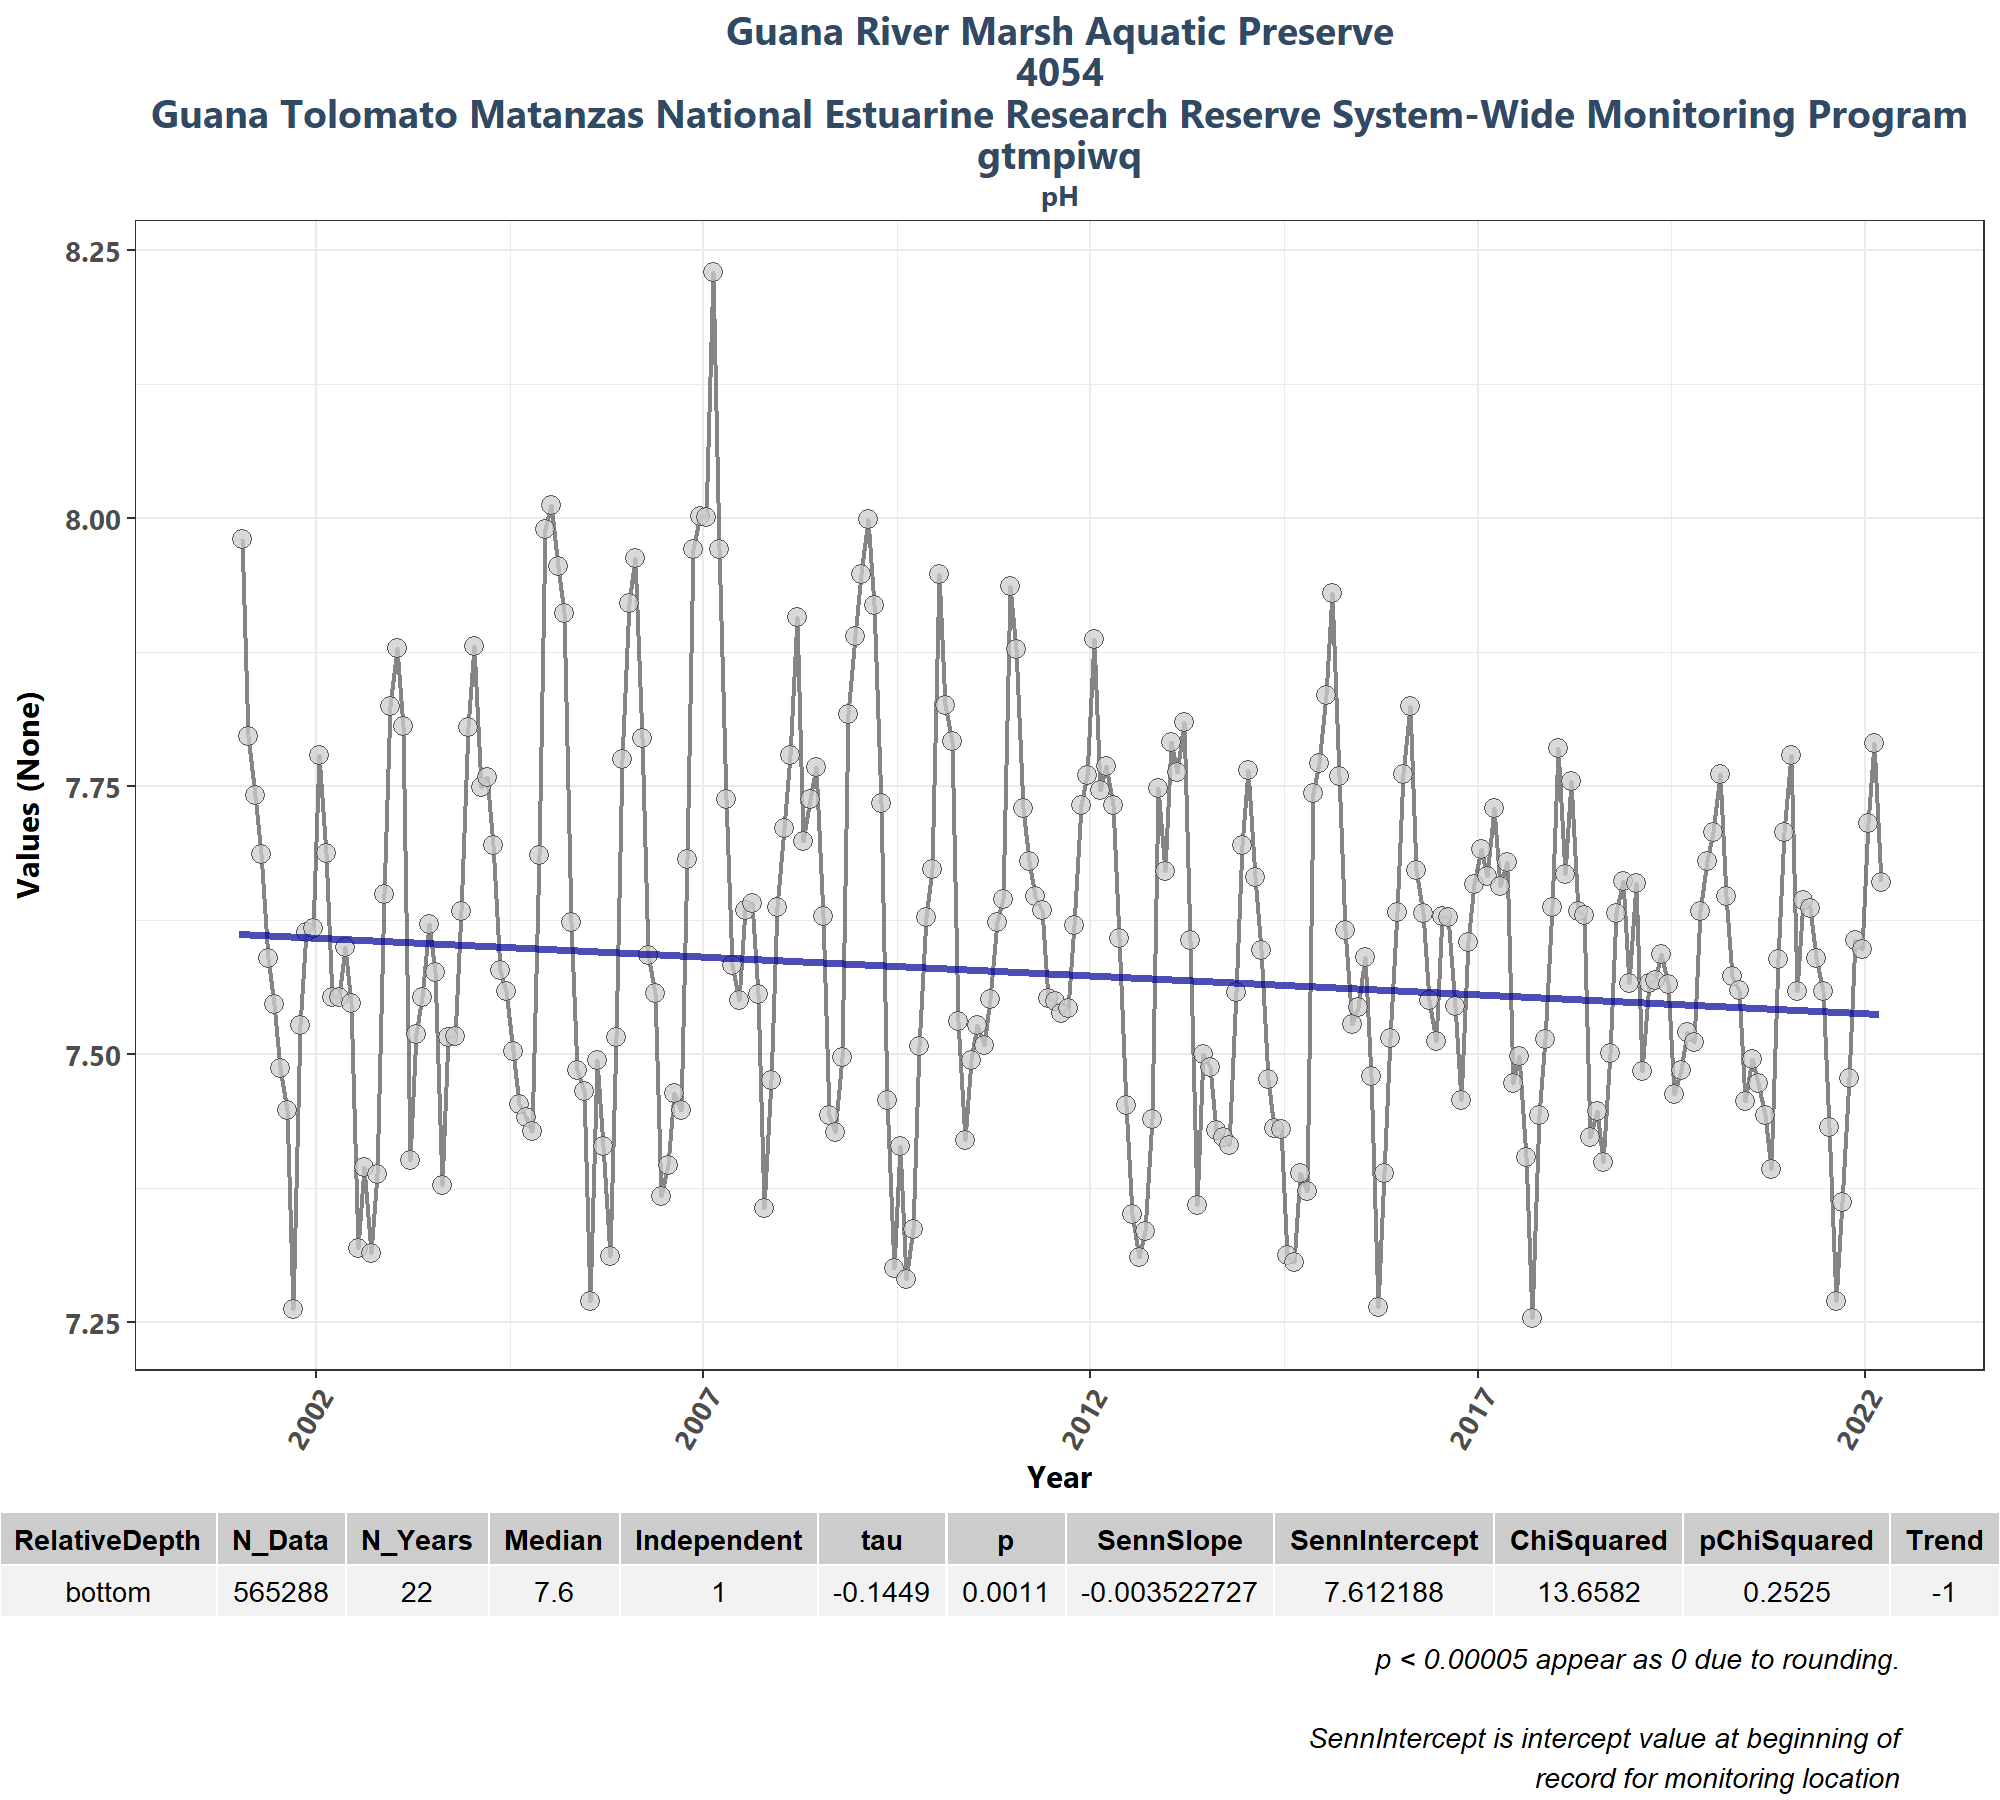 Guana River Marsh Aquatic Preserve
4054
Guana Tolomato Matanzas National Estuarine Research Reserve System-Wide Monitoring Program
gtmpiwq
pH
8.25
8.00
7.75
7.50
7.25
Values (None)
2002 2007 2012 2017 2022
Year
RelativeDepth N_Data N_Years Median Independent tau p SennSlope SennIntercept ChiSquared pChiSquared Trend
bottom 565288 22 7.6 1 -0.1449 0.0011 -0.003522727 7.612188 13.6582 0.2525 -1
p < 0.00005 appear as 0 due to rounding.
SennIntercept is intercept value at beginning of
record for monitoring location